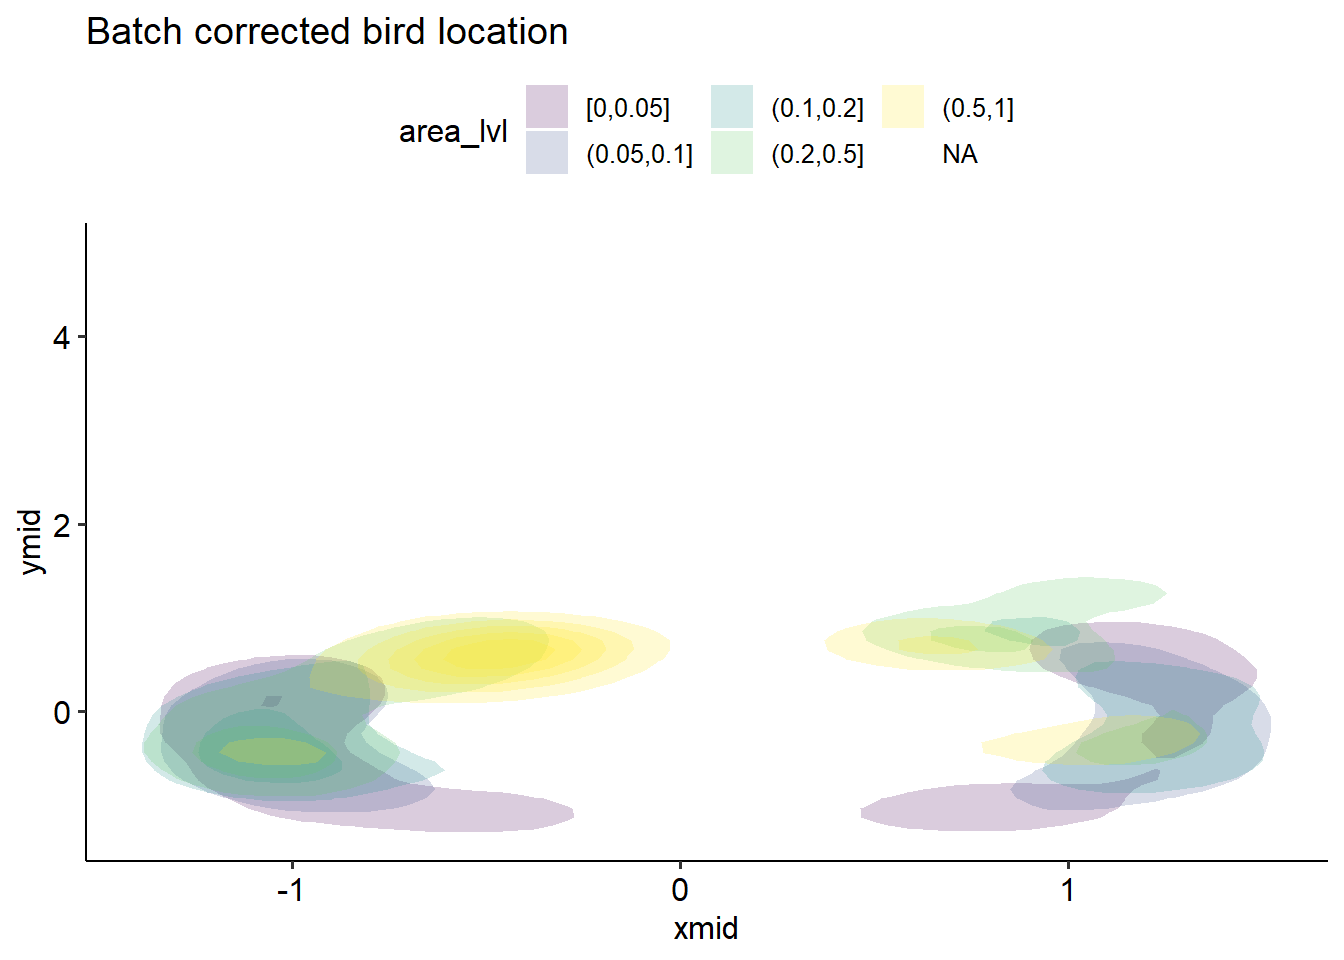 Batch corrected bird location
area_lvl
[0,0.05] (0.1,0.2] (0.5,1]
(0.05,0.1] (0.2,0.5] NA
4
2
0
ymid
-1 0 1
xmid